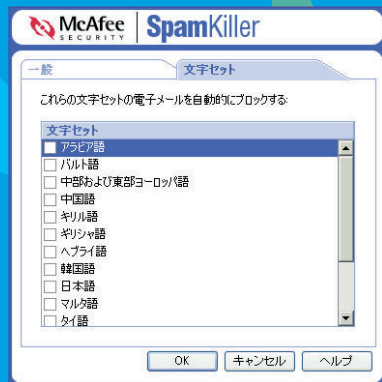 McAfee SECURITY SpamKiller
一般 文字セット
これらの文字セットの電子メールを自動的にブロックする:
文字セット
アラビア語
バルト語
中部および東部ヨーロッパ語
中国語
キリル語
ギリシャ語
ヘブライ語
韓国語
日本語
マルタ語
タイ語
OK キャンセル ヘルプ